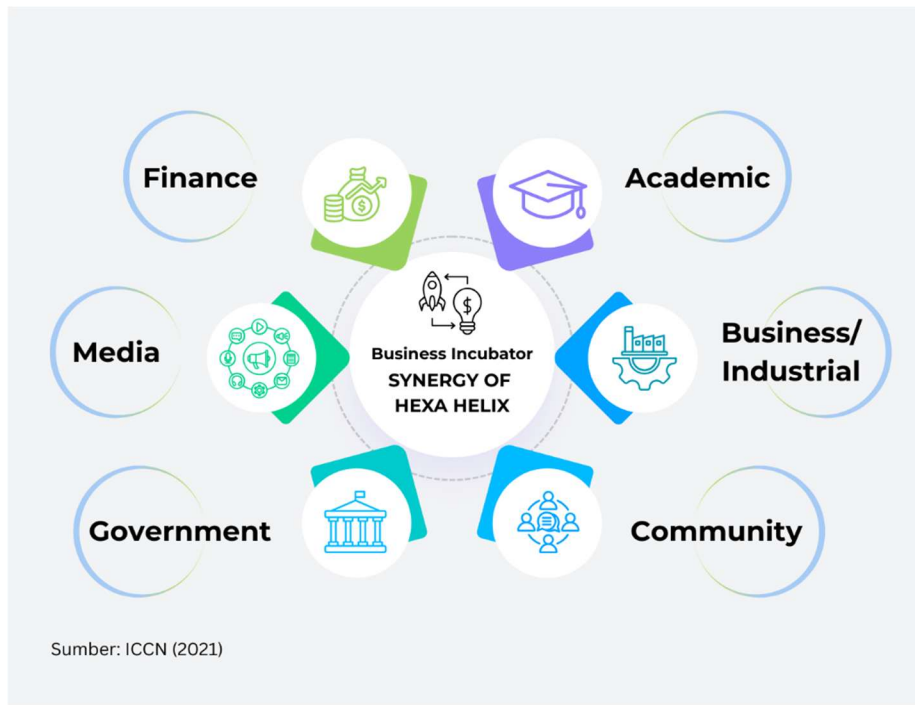 Finance
Academic
Media
Business Incubator
SYNERGY OF
HEXA HELIX
Business/
Industrial
Government
Community
Sumber: ICCN (2021)